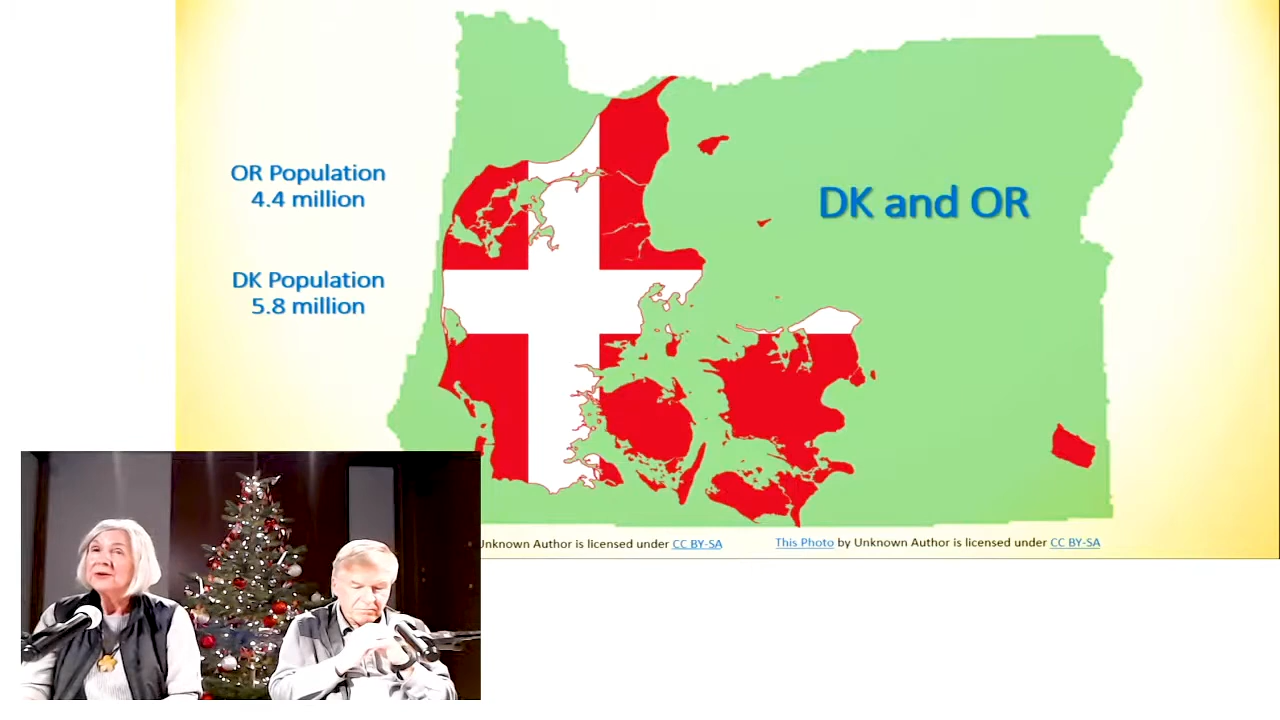 OR Population
4.4 million
DK and OR
DK Population
5.8 million
Unknown Author is licensed under CC BY-SA
This Photo by Unknown Author is licensed under CC BY-SA